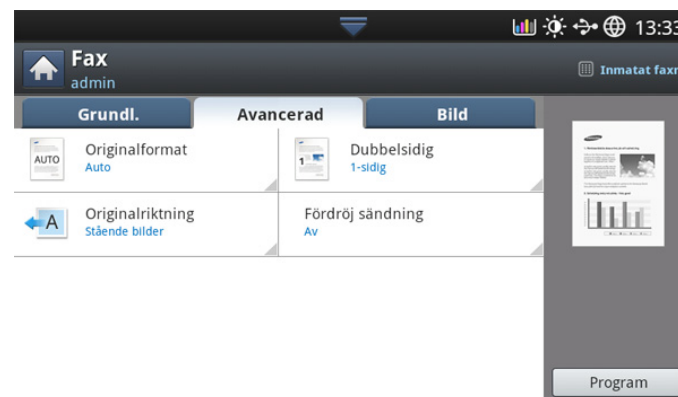 13:33
Fax
admin
Inmatat faxn
Grundl.
Avancerad
Bild
AUTO
Originalformat
Auto
1
Dubbelsidig
1-sidig
A
Originalriktning
Stående bilder
Fördröj sändning
Av
Program